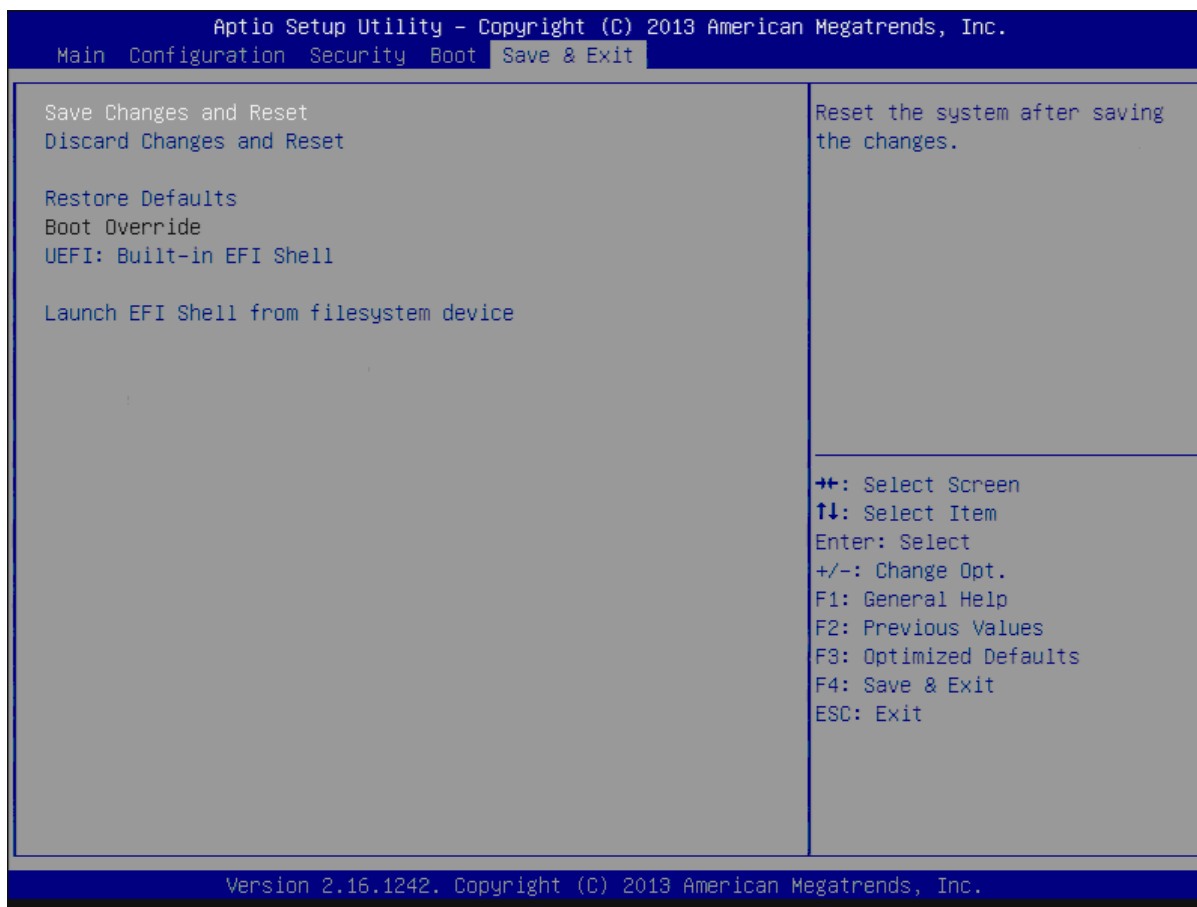 Aptio Setup Utility – Copyright (C) 2013 American Megatrends, Inc.
Main Configuration Security Boot Save & Exit
Save Changes and Reset
Discard Changes and Reset
Restore Defaults
Boot Override
UEFI: Built-in EFI Shell
Launch EFI Shell from filesystem device
Reset the system after saving
the changes.
→←: Select Screen
↑↓: Select Item
Enter: Select
+/-: Change Opt.
F1: General Help
F2: Previous Values
F3: Optimized Defaults
F4: Save & Exit
ESC: Exit
Version 2.16.1242. Copyright (C) 2013 American Megatrends, Inc.